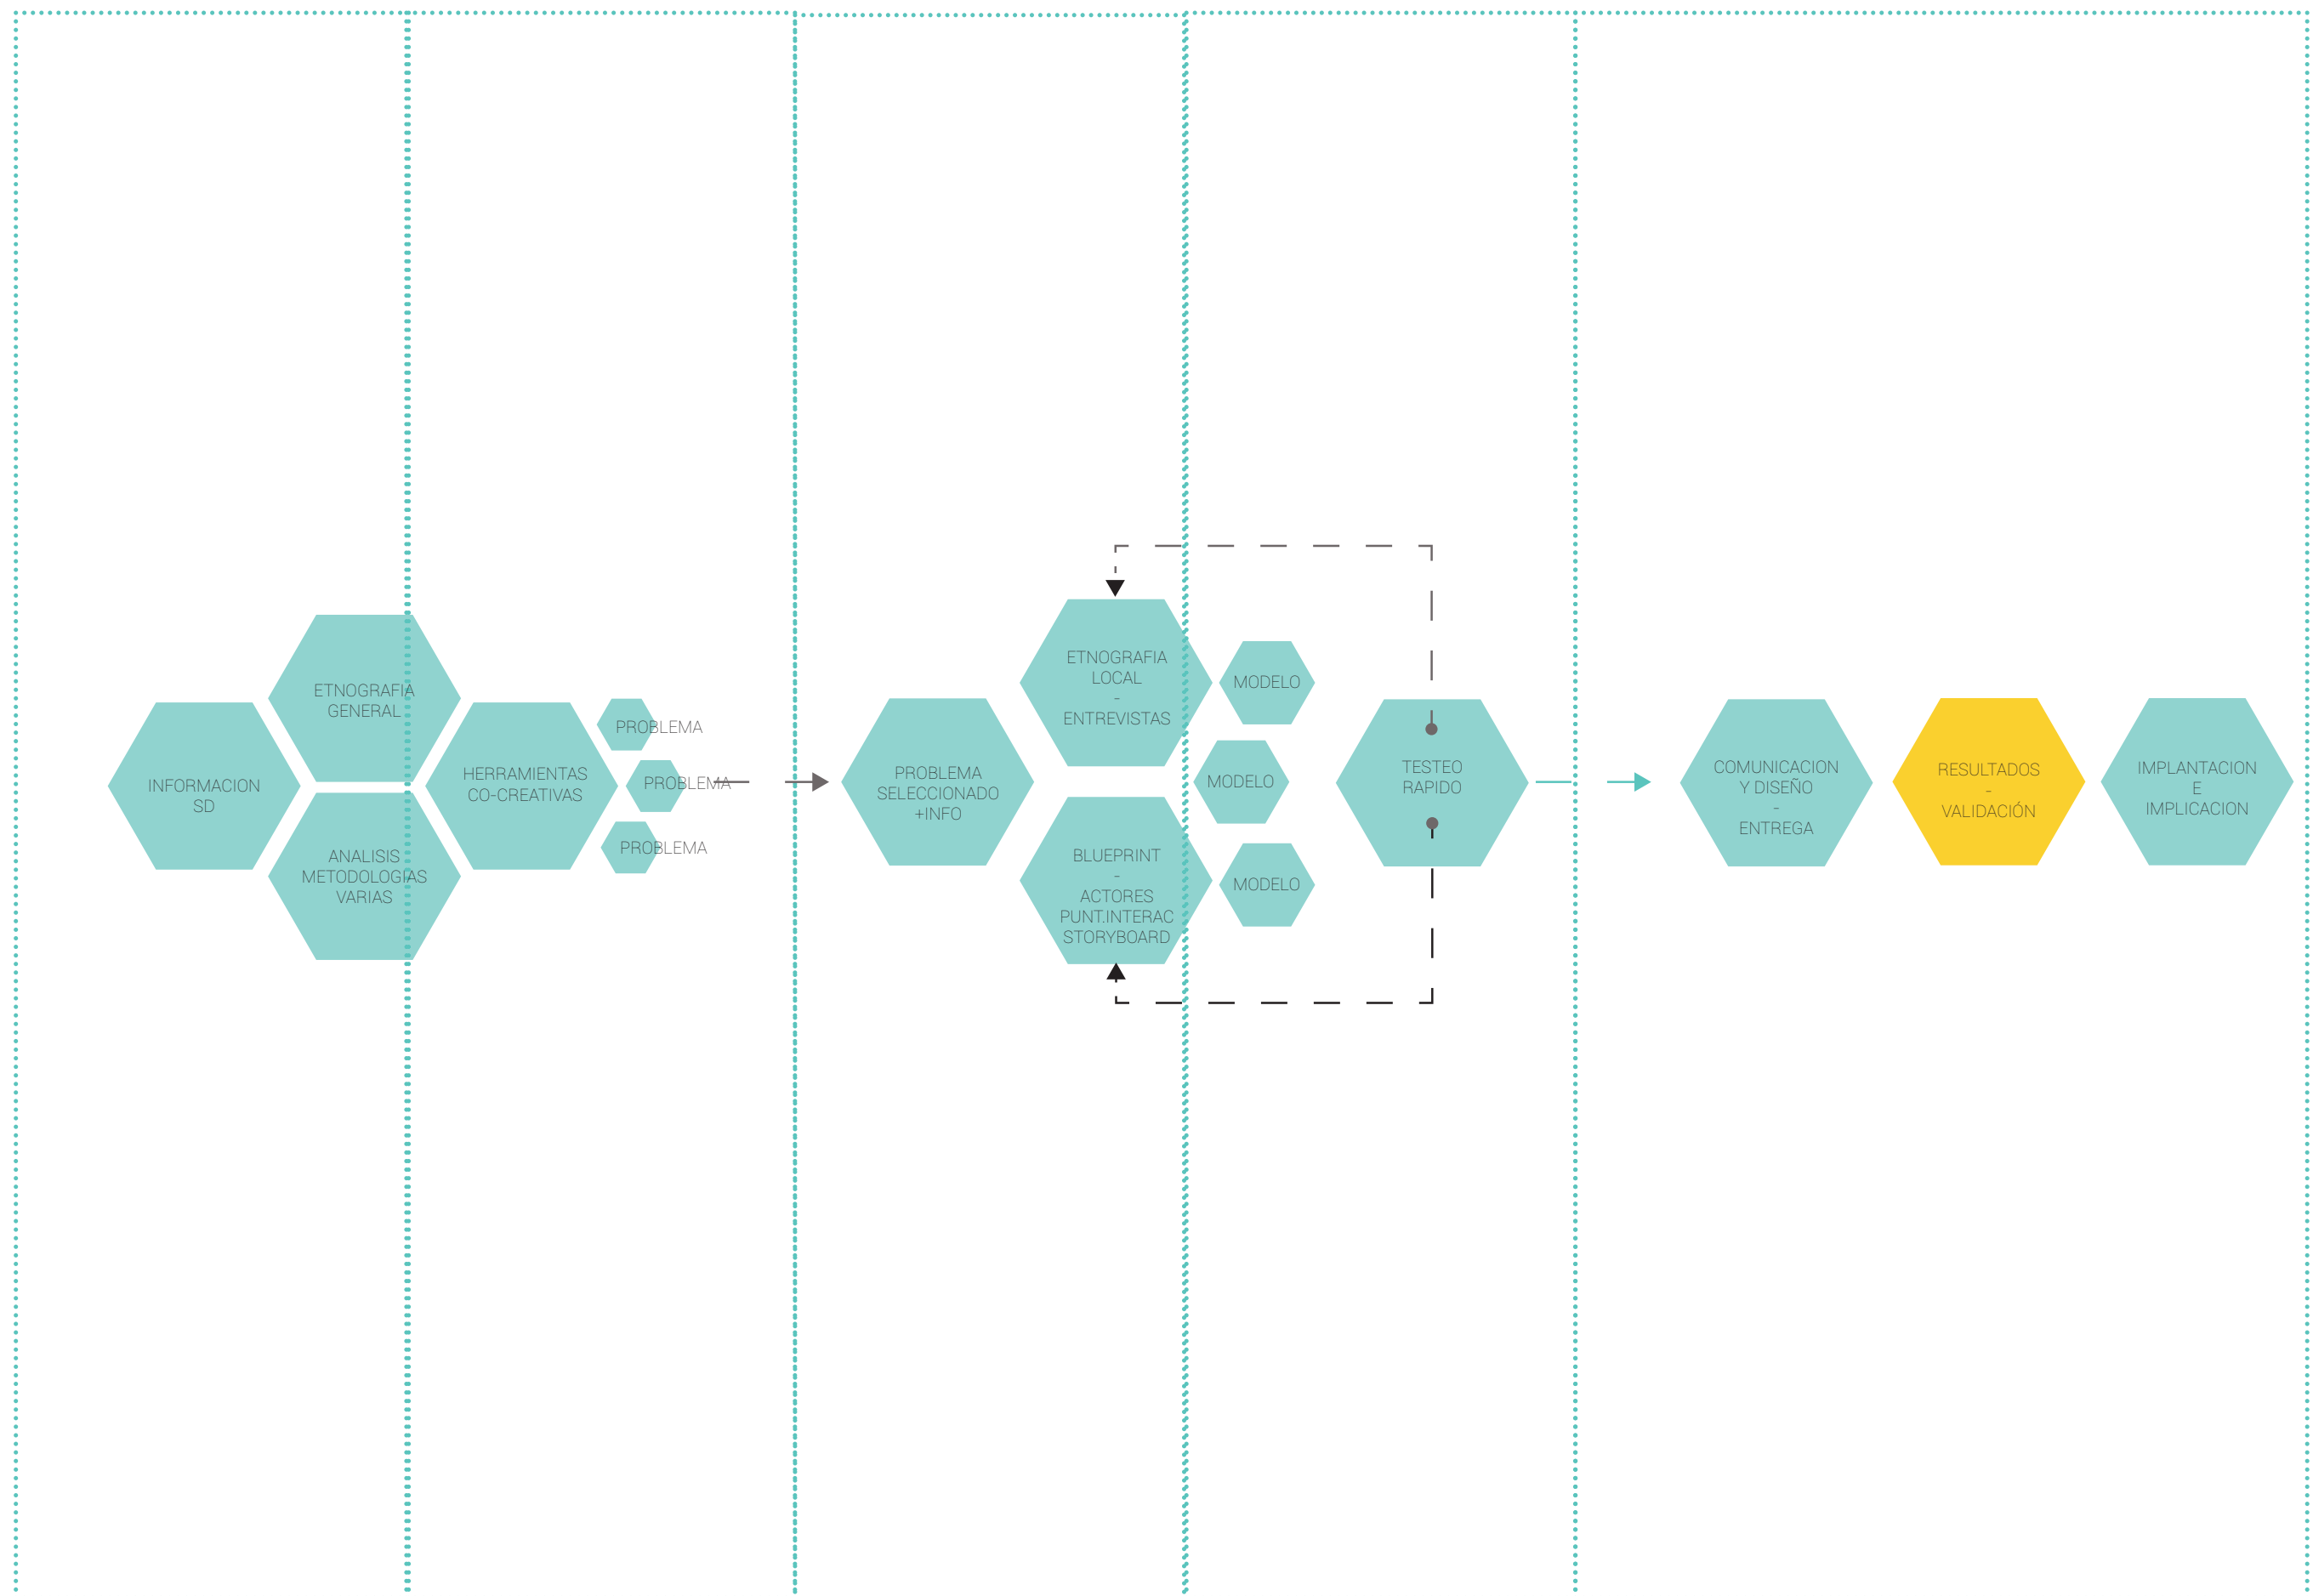 INFORMACION
SD
ETNOGRAFIA
GENERAL
ANALISIS
METODOLOGIAS
VARIAS
HERRAMIENTAS
CO-CREATIVAS
PROBLEMA
PROBLEMA
PROBLEMA
PROBLEMA
SELECCIONADO
+INFO
ETNOGRAFIA
LOCAL
-
ENTREVISTAS
BLUEPRINT
-
ACTORES
PUNT.INTERAC
STORYBOARD
MODELO
MODELO
MODELO
TESTEO
RAPIDO
COMUNICACION
Y DISEÑO
-
ENTREGA
RESULTADOS
-
VALIDACIÓN
IMPLANTACION
E
IMPLICACION